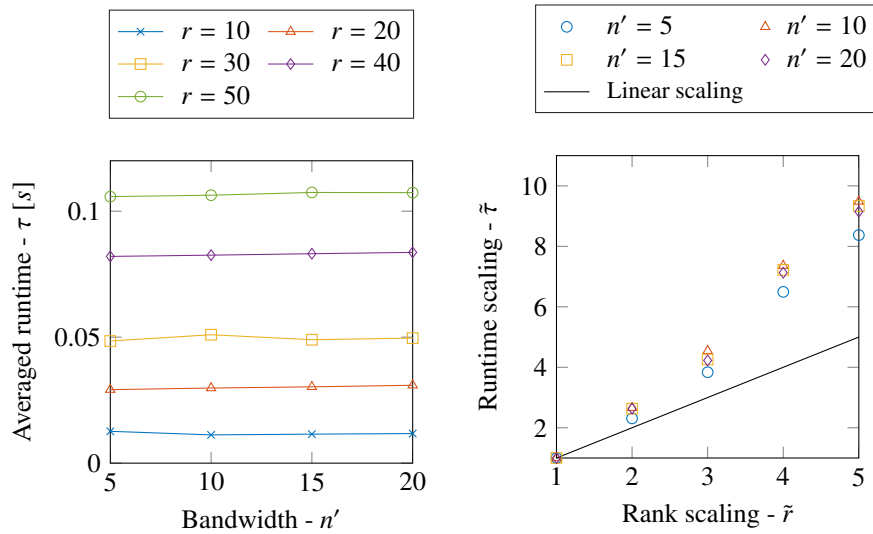 r = 10
r = 20
r = 30
r = 40
r = 50
0
0.05
0.1
5
10
15
20
Averaged runtime - τ [s]
Bandwidth - n′
n′ = 5
n′ = 10
n′ = 15
n′ = 20
Linear scaling
10
8
6
4
2
1
2
3
4
5
Runtime scaling - τ̃
Rank scaling - r̃